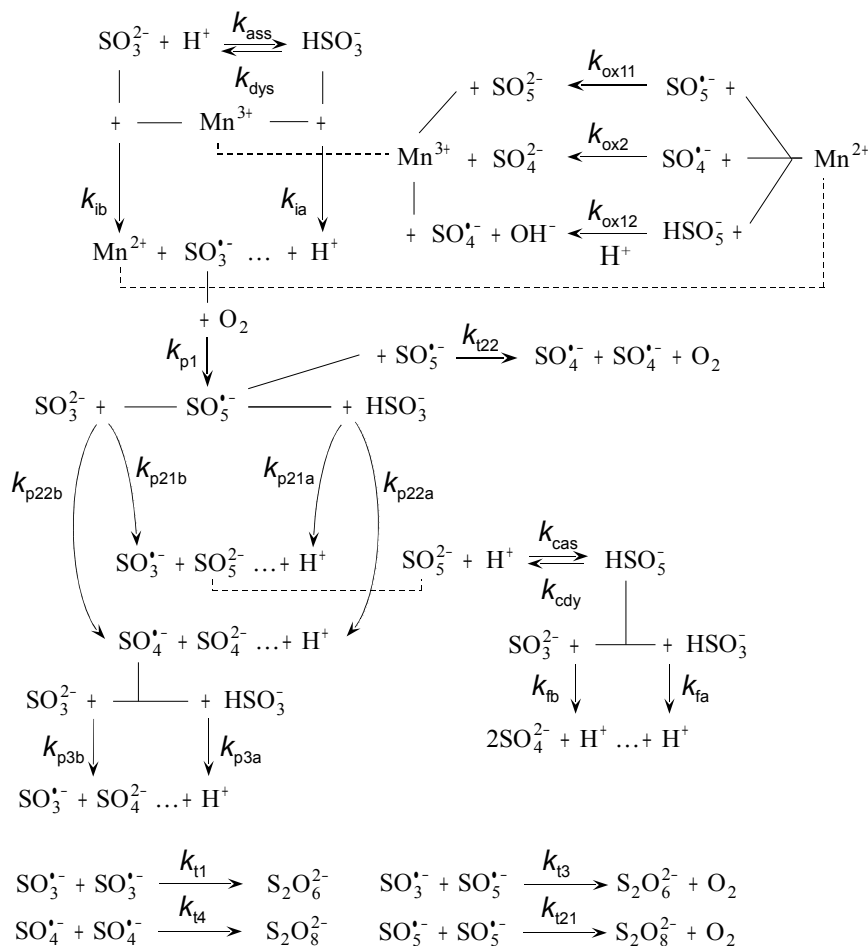 SO₃²⁻ + H⁺ k_ass HSO₃⁻
k_dys
k_ox11
+ SO₅²⁻ SO₅•⁻ +
+ Mn³⁺ +
k_ox2
Mn³⁺ + SO₄²⁻ SO₄•⁻ + Mn²⁺
k_ib k_ia
k_ox12
+ SO₄•⁻ + OH⁻ HSO₅⁻ +
H⁺
Mn²⁺ + SO₃•⁻ … + H⁺
+ O₂
k_p1
+ SO₅•⁻ k_t22 SO₄•⁻ + SO₄•⁻ + O₂
SO₃²⁻ + SO₅•⁻ + HSO₃⁻
k_p22b k_p21b k_p21a k_p22a
SO₃•⁻ + SO₅²⁻ … + H⁺
SO₅²⁻ + H⁺ k_cas HSO₅⁻
k_cdy
SO₄•⁻ + SO₄²⁻ … + H⁺
SO₃²⁻ + + HSO₃⁻
k_fb k_fa
SO₃²⁻ + + HSO₃⁻
2SO₄²⁻ + H⁺ … + H⁺
k_p3b k_p3a
SO₃•⁻ + SO₄²⁻ … + H⁺
SO₃•⁻ + SO₃•⁻ k_t1 S₂O₆²⁻ SO₃•⁻ + SO₅•⁻ k_t3 S₂O₆²⁻ + O₂
SO₄•⁻ + SO₄•⁻ k_t4 S₂O₈²⁻ SO₅•⁻ + SO₅•⁻ k_t21 S₂O₈²⁻ + O₂